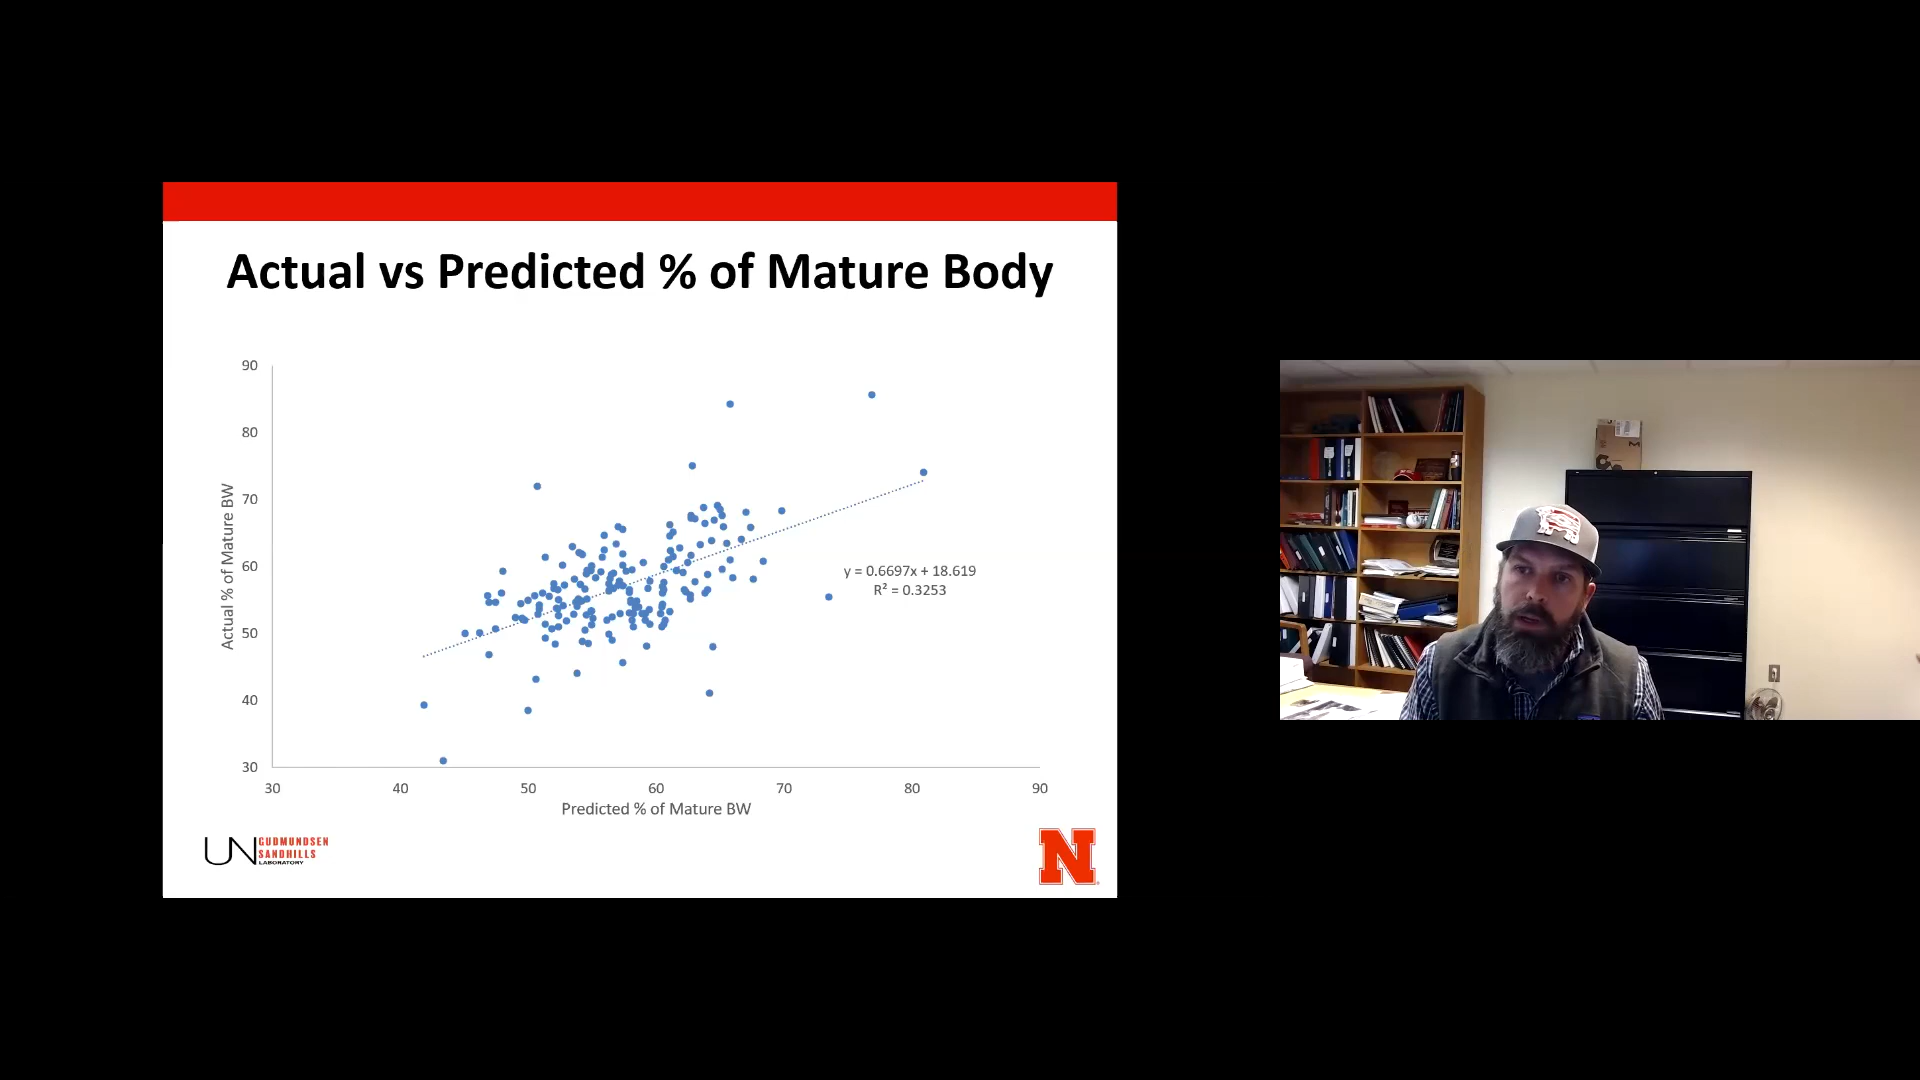 Actual vs Predicted % of Mature Body
Actual % of Mature BW
90
80
70
60
50
40
30
30
40
50
60
70
80
90
y = 0.6697x + 18.619
R² = 0.3253
Predicted % of Mature BW
UN
GUDMUNDSEN
SANDHILLS
LABORATORY
N